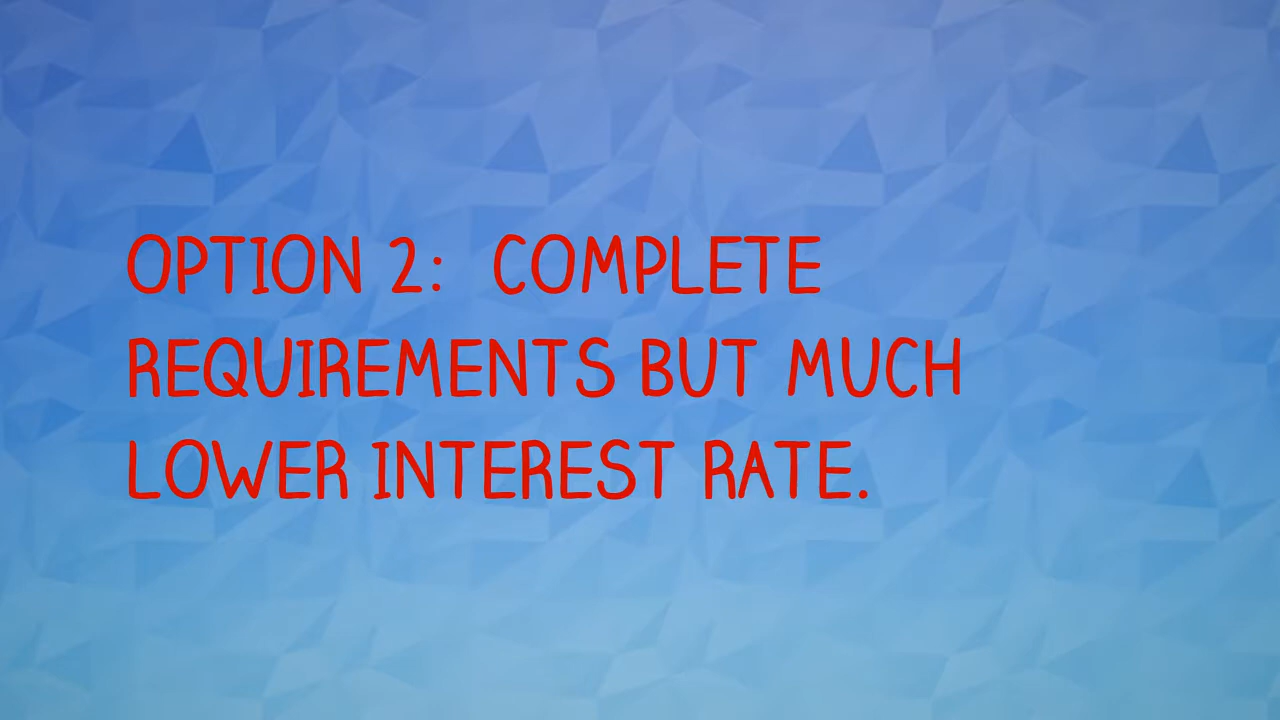 OPTION 2:  COMPLETE
REQUIREMENTS BUT MUCH
LOWER INTEREST RATE.